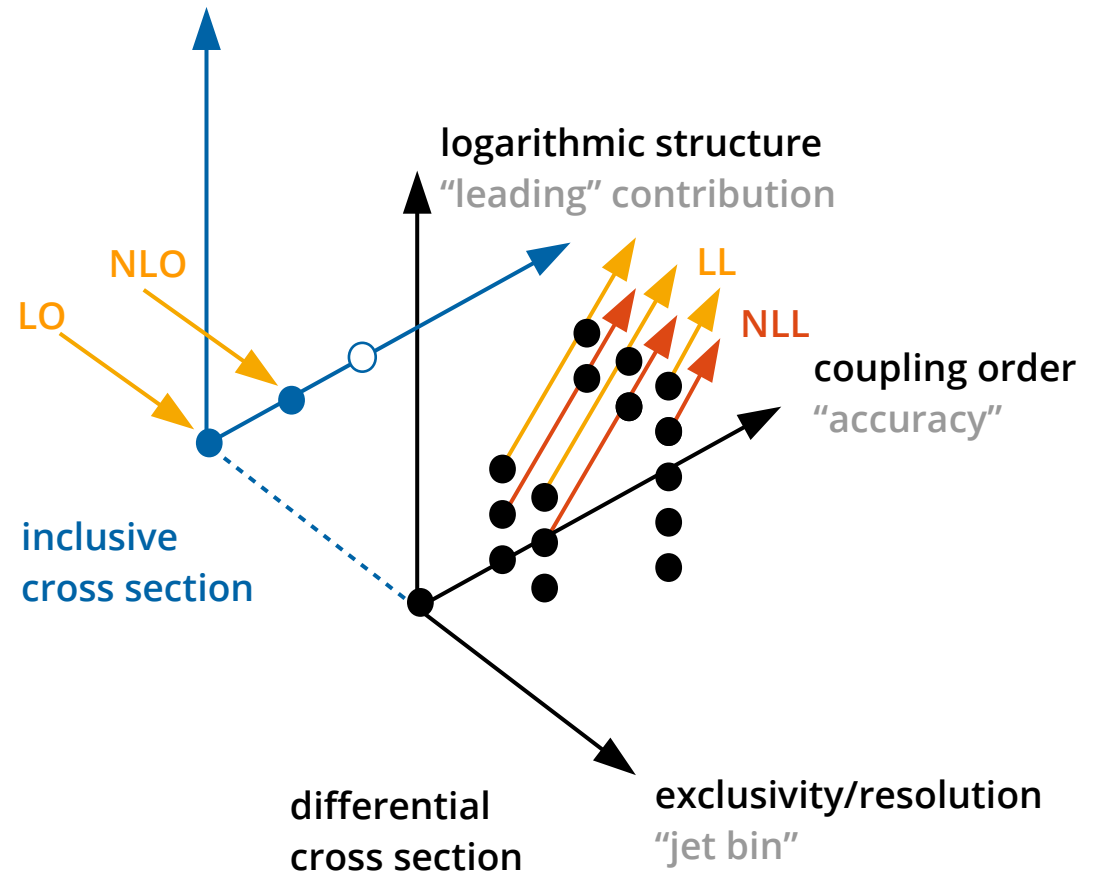 logarithmic structure
“leading” contribution
NLO
LL
LO
NLL
coupling order
“accuracy”
inclusive
cross section
differential
cross section
exclusivity/resolution
“jet bin”